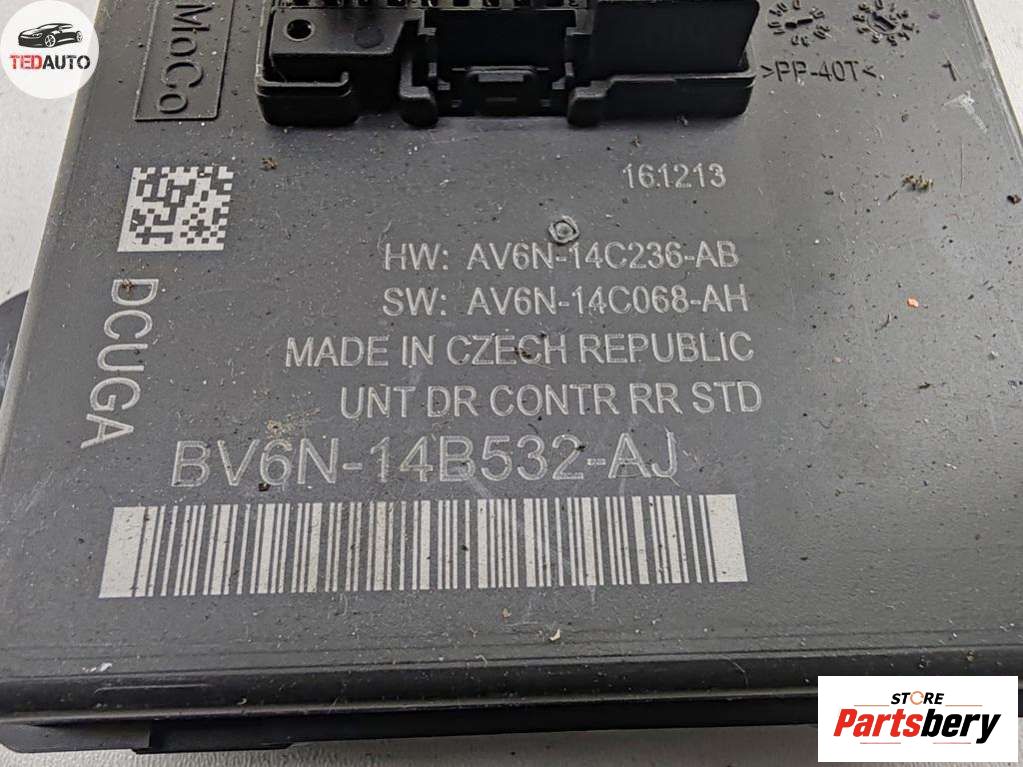 TEDAUTO
MoCo
>PP-40T<
1
161213
HW: AV6N-14C236-AB
SW: AV6N-14C068-AH
MADE IN CZECH REPUBLIC
UNT DR CONTR RR STD
DCUGA
BV6N-14B532-AJ
STORE
Partsbery